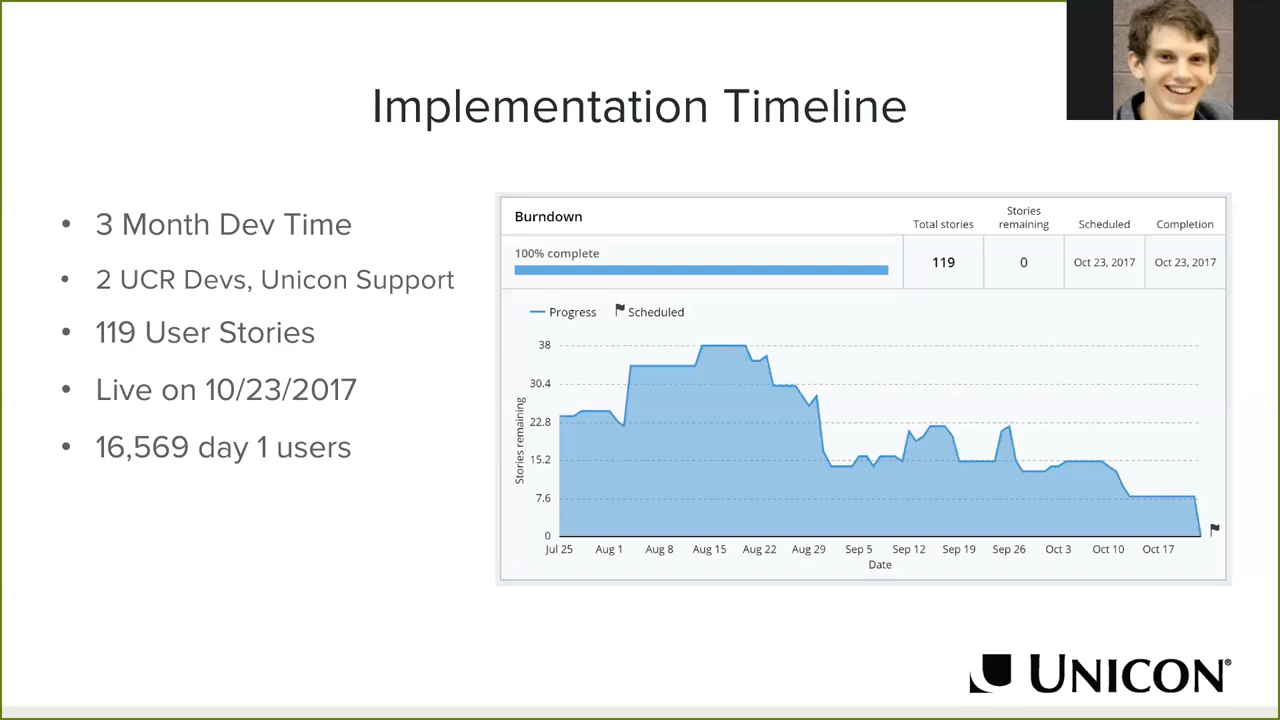 Implementation Timeline
• 3 Month Dev Time
• 2 UCR Devs, Unicon Support
• 119 User Stories
• Live on 10/23/2017
• 16,569 day 1 users
Burndown
Total stories
Stories
remaining
Scheduled
Completion
100% complete
119
0
Oct 23, 2017
Oct 23, 2017
Progress
Scheduled
Stories remaining
38
30.4
22.8
15.2
7.6
0
Jul 25
Aug 1
Aug 8
Aug 15
Aug 22
Aug 29
Sep 5
Sep 12
Sep 19
Sep 26
Oct 3
Oct 10
Oct 17
Date
UNICON®